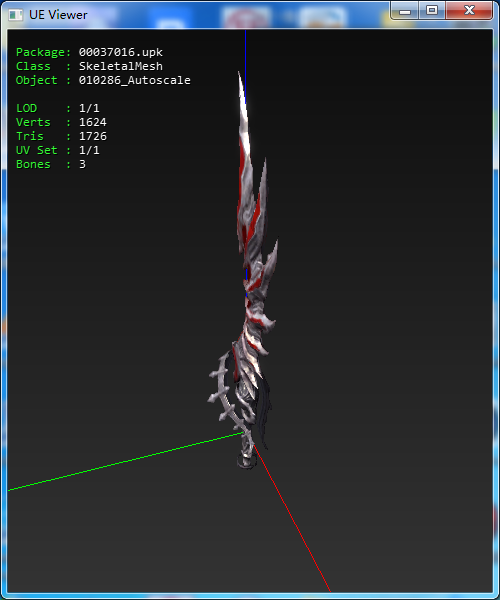 UE Viewer
Package: 00037016.upk
Class  : SkeletalMesh
Object : 010286_Autoscale
LOD    : 1/1
Verts  : 1624
Tris   : 1726
UV Set : 1/1
Bones  : 3